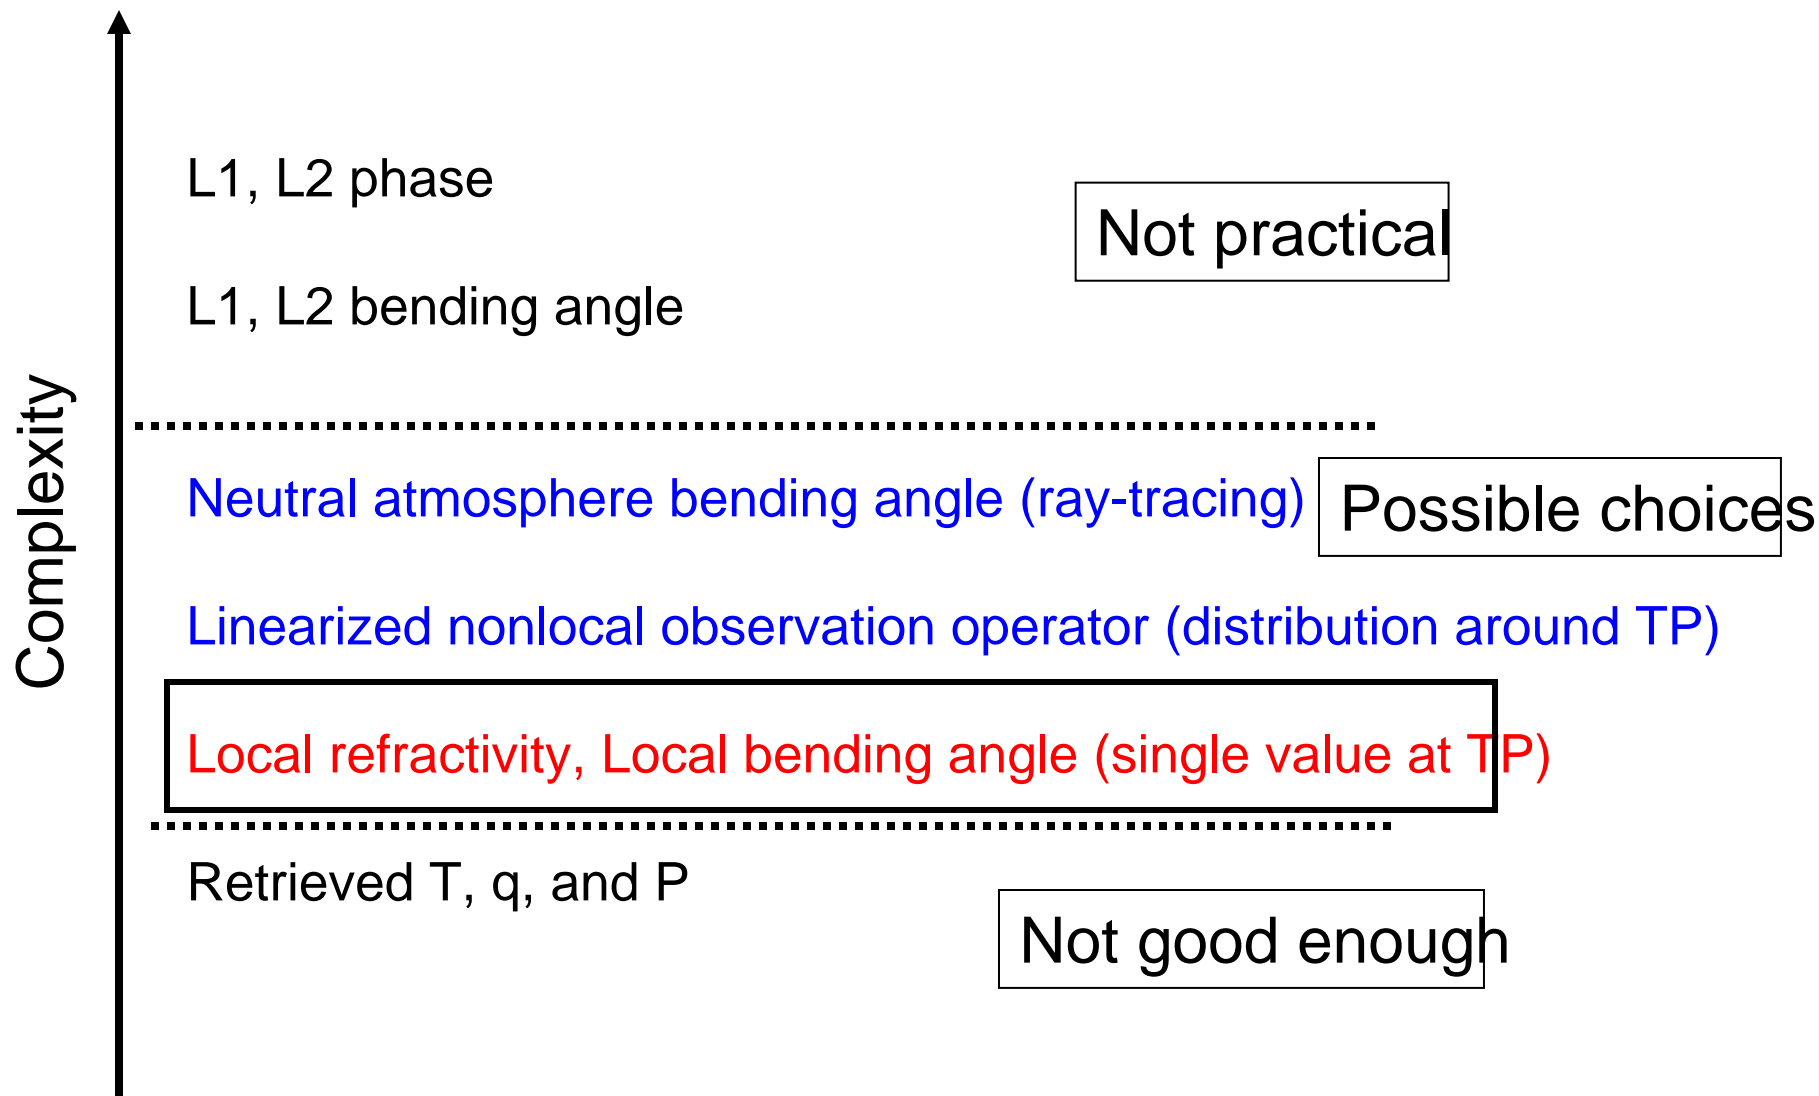 L1, L2 phase
Not practical
L1, L2 bending angle
Complexity
Neutral atmosphere bending angle (ray-tracing)
Possible choices
Linearized nonlocal observation operator (distribution around TP)
Local refractivity, Local bending angle (single value at TP)
Retrieved T, q, and P
Not good enough